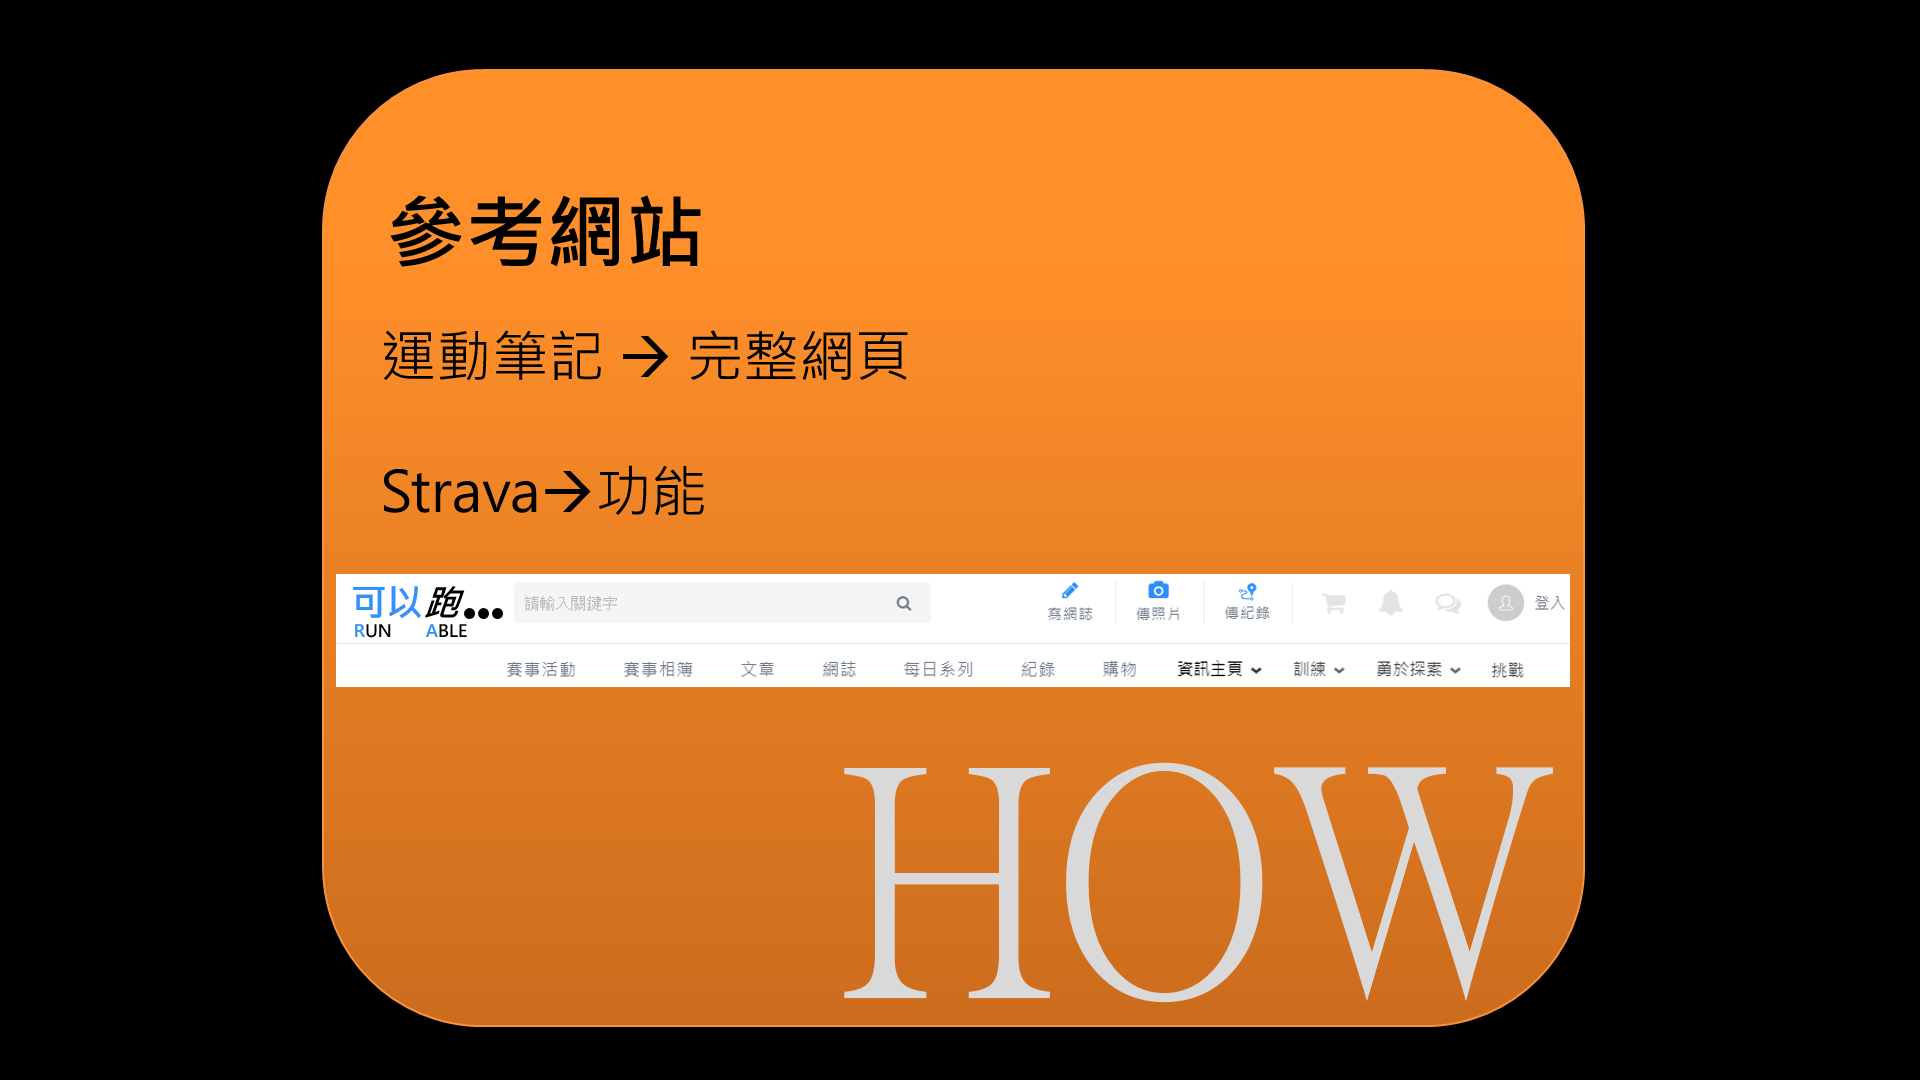 參考網站
運動筆記 → 完整網頁
Strava→功能
可以跑...
RUN ABLE
請輸入關鍵字
寫網誌 傳照片 傳紀錄 登入
賽事活動 賽事相簿 文章 網誌 每日系列 紀錄 購物 資訊主頁 訓練 勇於探索 挑戰
HOW